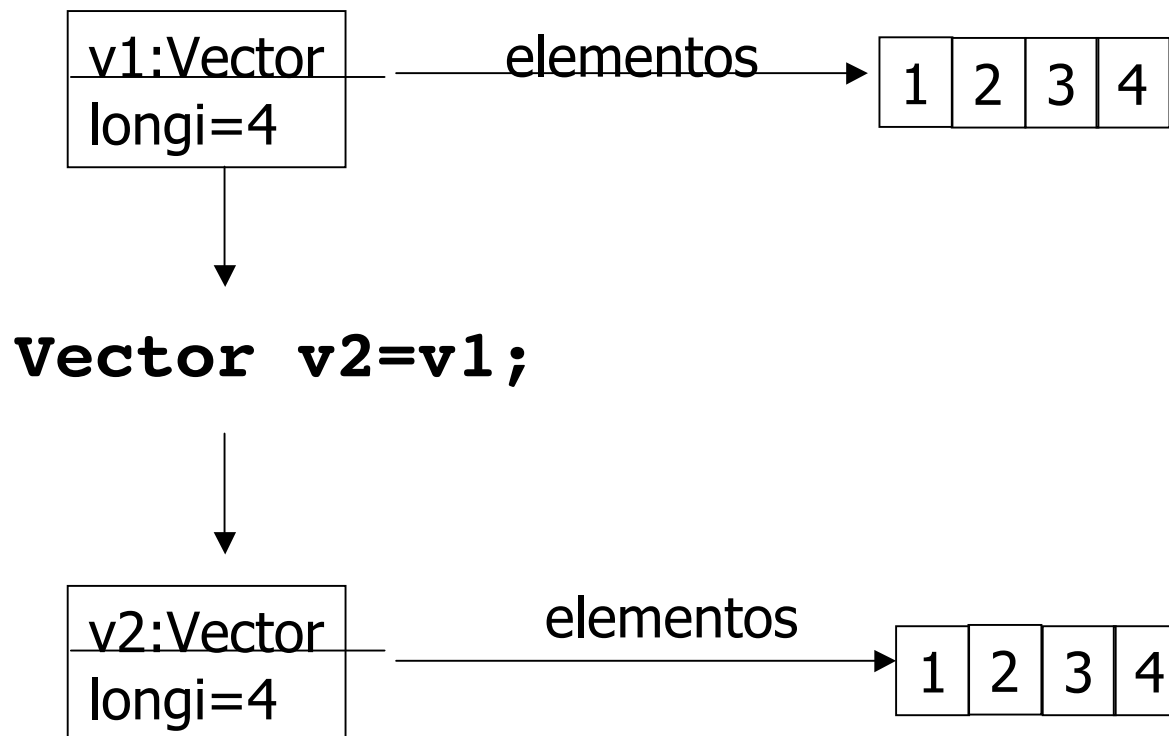 v1:Vector
longi=4
elementos
1 2 3 4
Vector v2=v1;
v2:Vector
longi=4
elementos
1 2 3 4